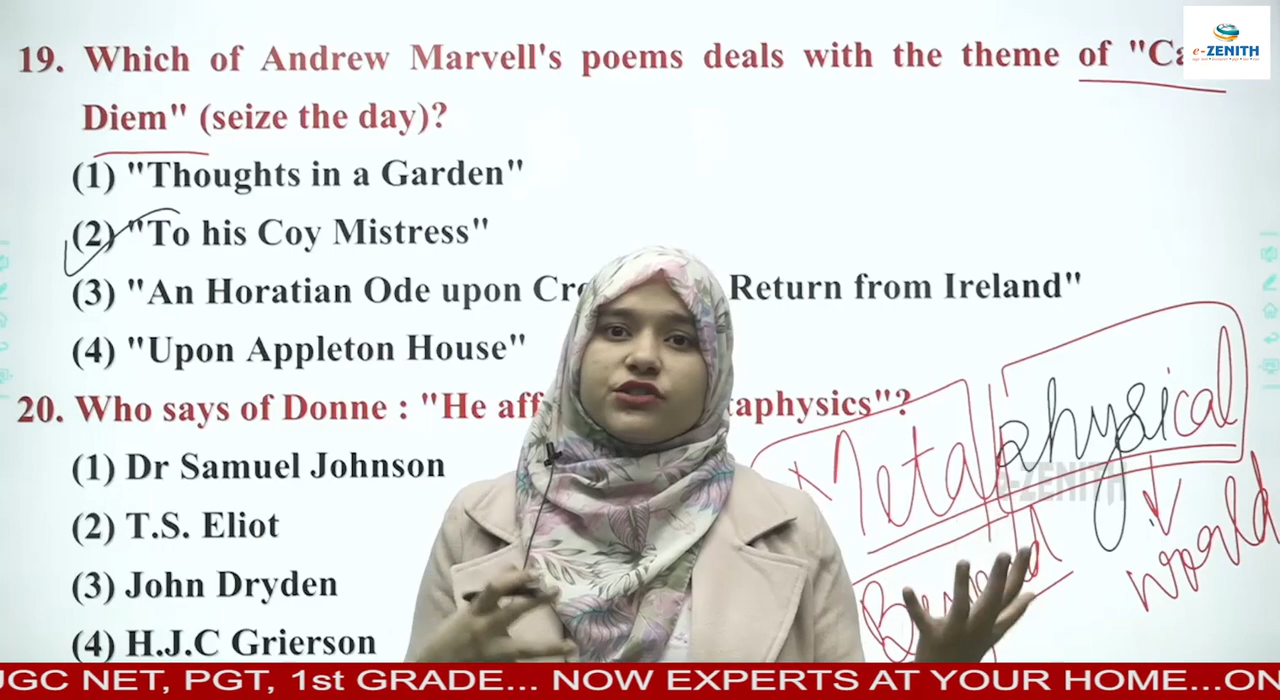 e-ZENITH
19. Which of Andrew Marvell's poems deals with the theme of "Ca
Diem" (seize the day)?
(1) "Thoughts in a Garden"
(2) "To his Coy Mistress"
(3) "An Horatian Ode upon Cro Return from Ireland"
(4) "Upon Appleton House"
20. Who says of Donne : "He aff taphysics"?
(1) Dr Samuel Johnson
(2) T.S. Eliot
(3) John Dryden
(4) H.J.C Grierson
Metaphysical
e-ZENITH
Beyond
world
UGC NET, PGT, 1st GRADE... NOW EXPERTS AT YOUR HOME...ON